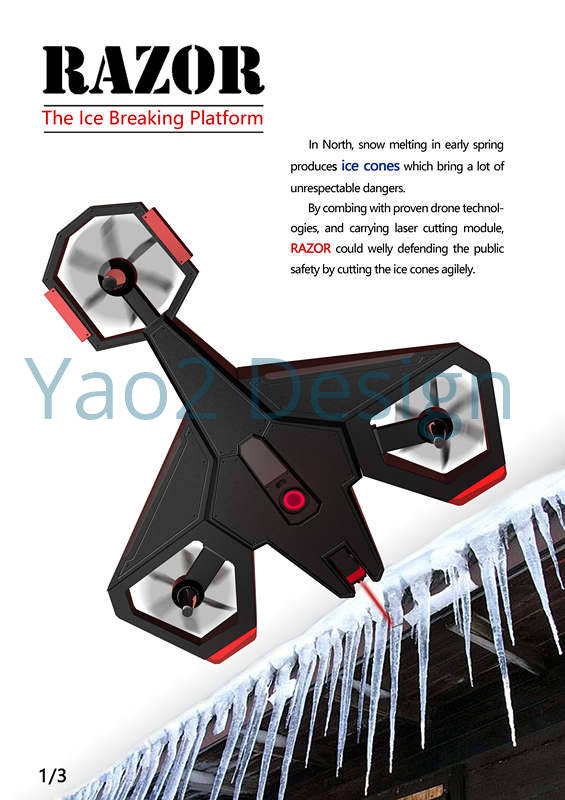 RAZOR
The Ice Breaking Platform
In North, snow melting in early spring
produces ice cones which bring a lot of
unrespectable dangers.
By combing with proven drone technol-
ogies, and carrying laser cutting module,
RAZOR could welly defending the public
safety by cutting the ice cones agilely.
Yao2 Design
1/3